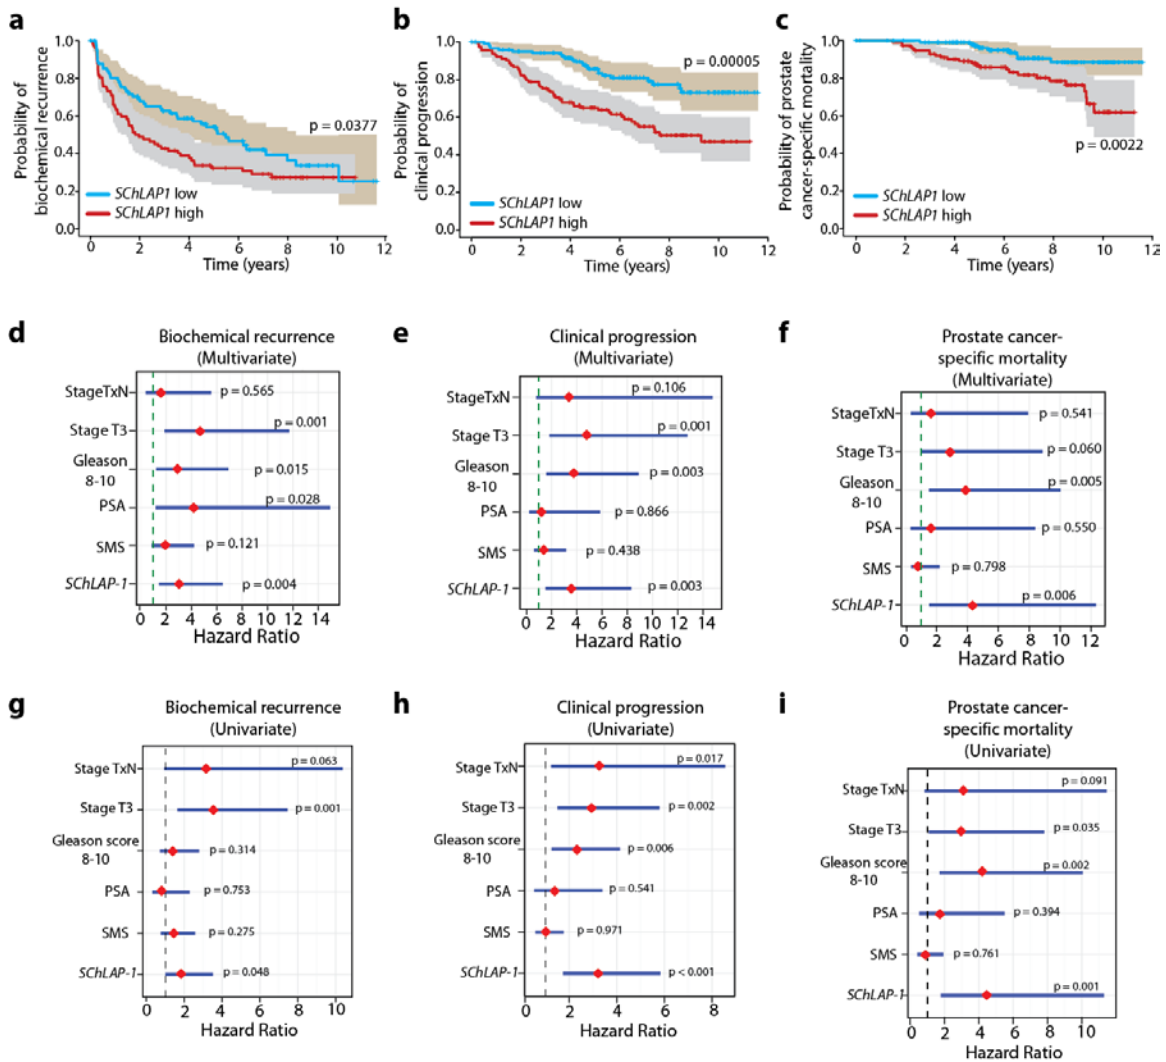 a
Probability of
biochemical recurrence
1.0
0.8
0.6
0.4
0.2
0.0
p = 0.0377
SChLAP1 low
SChLAP1 high
0 2 4 6 8 10 12
Time (years)
b
Probability of
clinical progression
1.0
0.8
0.6
0.4
0.2
0.0
p = 0.00005
SChLAP1 low
SChLAP1 high
0 2 4 6 8 10 12
Time (years)
c
Probability of prostate
cancer-specific mortality
1.0
0.8
0.6
0.4
0.2
0.0
p = 0.0022
SChLAP1 low
SChLAP1 high
0 2 4 6 8 10 12
Time (years)
d
Biochemical recurrence
(Multivariate)
StageTxN
p = 0.565
Stage T3
p = 0.001
Gleason
8-10
p = 0.015
PSA
p = 0.028
SMS
p = 0.121
SChLAP-1
p = 0.004
0 2 4 6 8 10 12 14
Hazard Ratio
e
Clinical progression
(Multivariate)
StageTxN
p = 0.106
Stage T3
p = 0.001
Gleason
8-10
p = 0.003
PSA
p = 0.866
SMS
p = 0.438
SChLAP-1
p = 0.003
0 2 4 6 8 10 12 14
Hazard Ratio
f
Prostate cancer-
specific mortality
(Multivariate)
StageTxN
p = 0.541
Stage T3
p = 0.060
Gleason
8-10
p = 0.005
PSA
p = 0.550
SMS
p = 0.798
SChLAP-1
p = 0.006
0 2 4 6 8 10 12
Hazard Ratio
g
Biochemical recurrence
(Univariate)
Stage TxN
p = 0.063
Stage T3
p = 0.001
Gleason score
8-10
p = 0.314
PSA
p = 0.753
SMS
p = 0.275
SChLAP-1
p = 0.048
0 2 4 6 8 10
Hazard Ratio
h
Clinical progression
(Univariate)
Stage TxN
p = 0.017
Stage T3
p = 0.002
Gleason score
8-10
p = 0.006
PSA
p = 0.541
SMS
p = 0.971
SChLAP-1
p < 0.001
0 2 4 6 8
Hazard Ratio
i
Prostate cancer-
specific mortality
(Univariate)
Stage TxN
p = 0.091
Stage T3
p = 0.035
Gleason score
8-10
p = 0.002
PSA
p = 0.394
SMS
p = 0.761
SChLAP-1
p = 0.001
0 2 4 6 8 10
Hazard Ratio